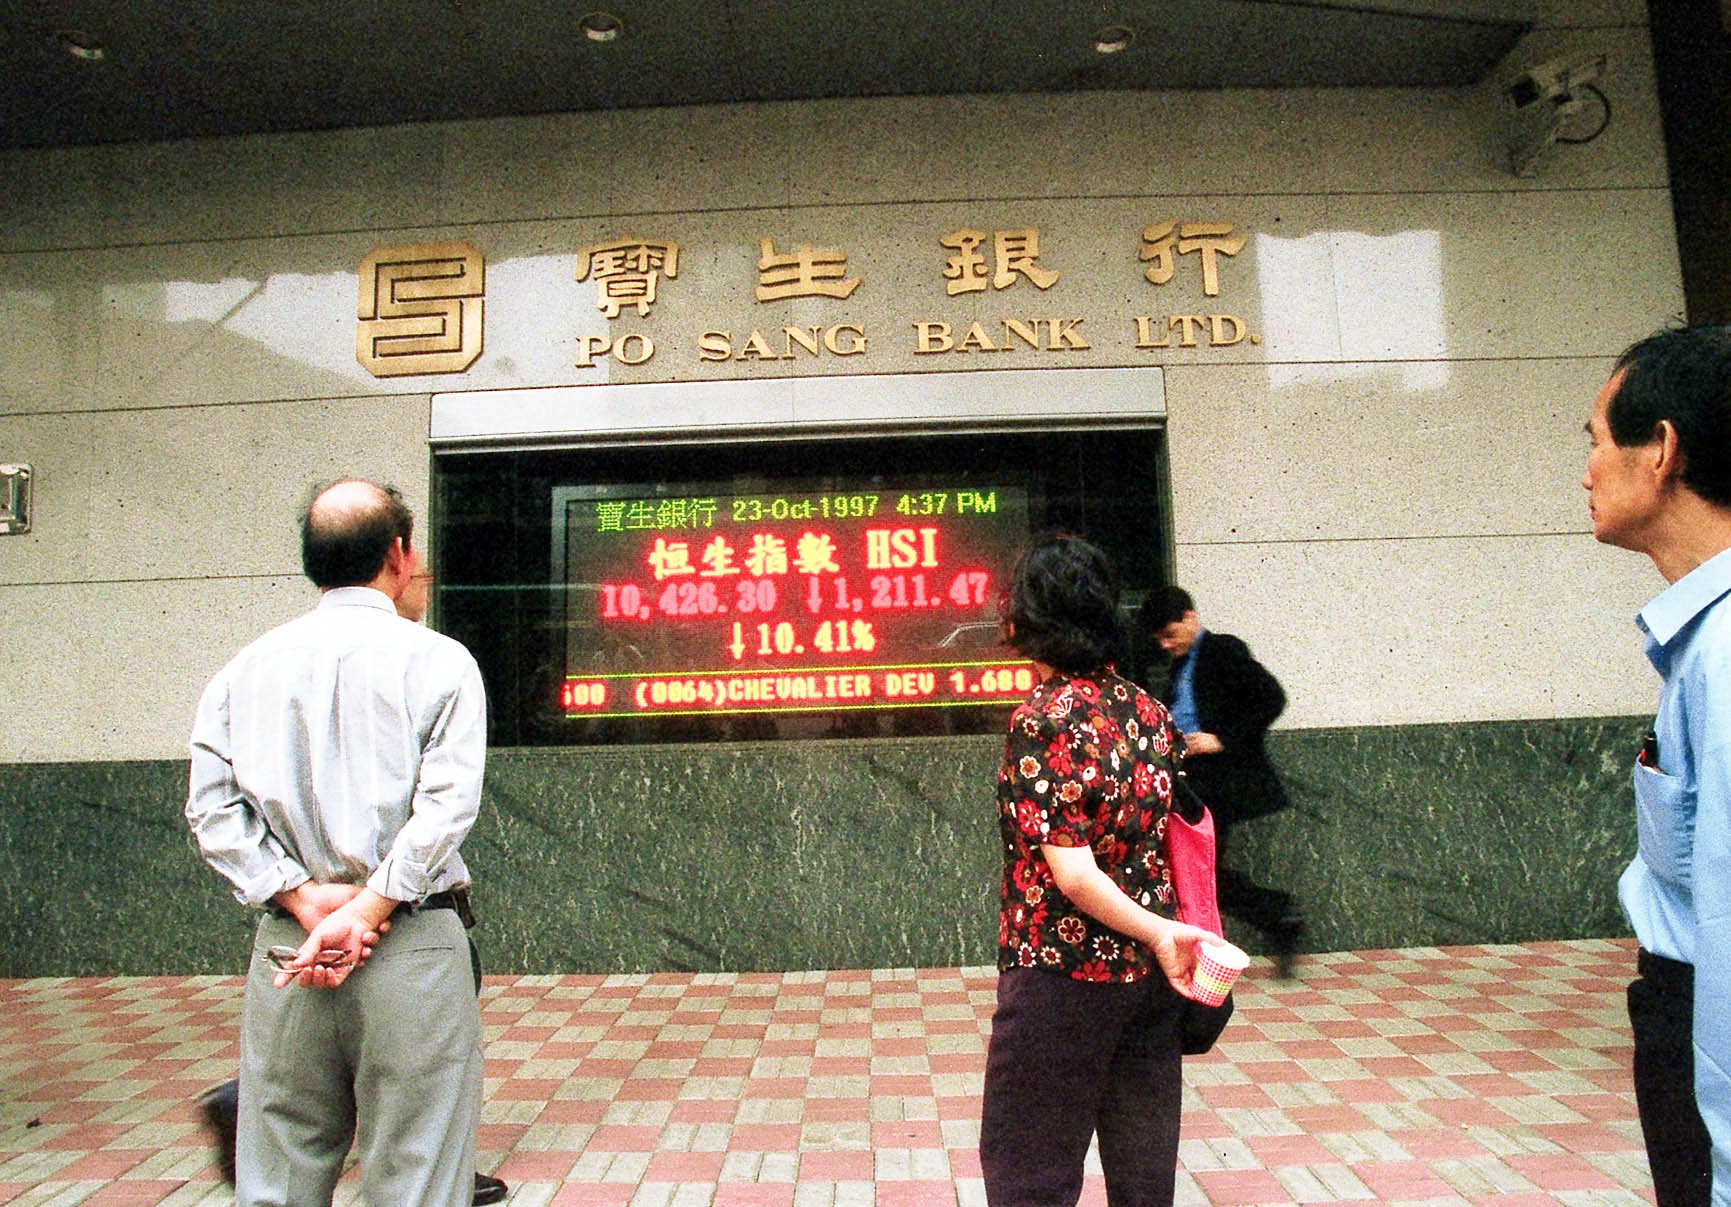 寶生銀行
PO SANG BANK LTD.
寶生銀行 23-Oct-1997 4:37 PM
恒生指數 HSI
10,426.30 ↓1,211.47
↓10.41%
600 (0064)CHEVALIER DEV 1.680